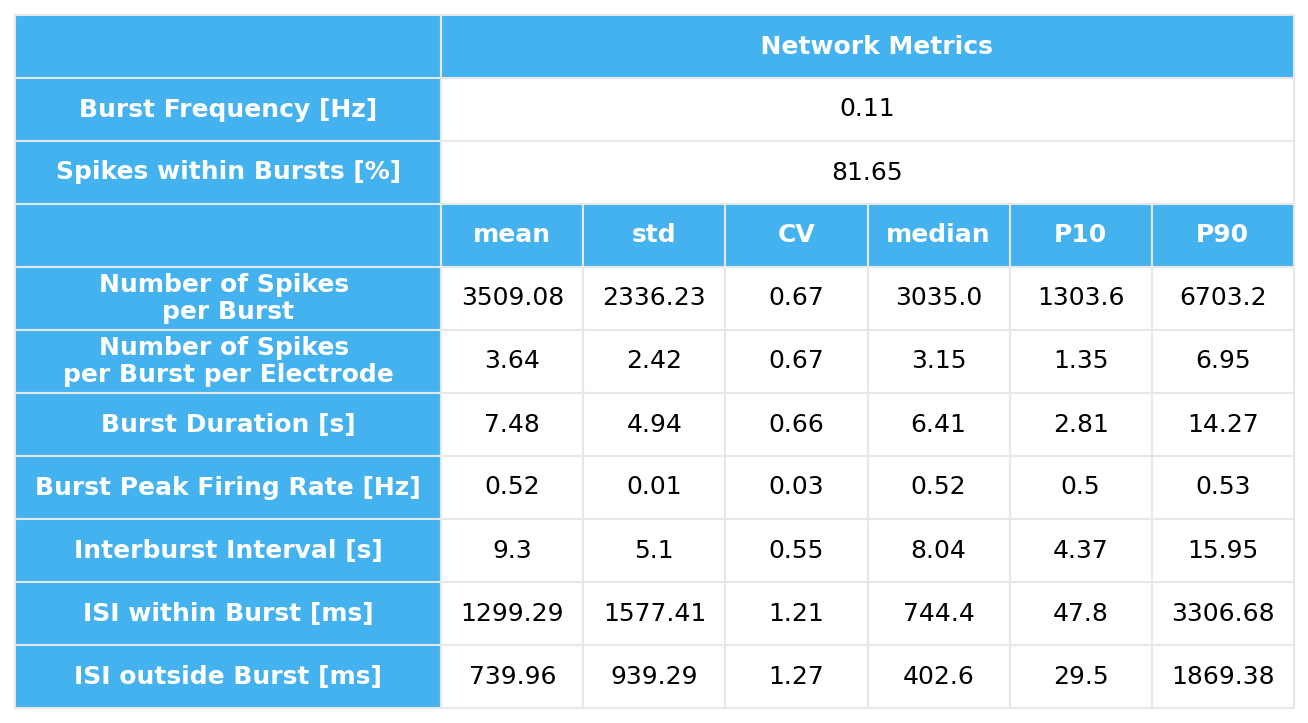 Network Metrics
Burst Frequency [Hz] 0.11
Spikes within Bursts [%] 81.65
mean std CV median P10 P90
Number of Spikes
per Burst 3509.08 2336.23 0.67 3035.0 1303.6 6703.2
Number of Spikes
per Burst per Electrode 3.64 2.42 0.67 3.15 1.35 6.95
Burst Duration [s] 7.48 4.94 0.66 6.41 2.81 14.27
Burst Peak Firing Rate [Hz] 0.52 0.01 0.03 0.52 0.5 0.53
Interburst Interval [s] 9.3 5.1 0.55 8.04 4.37 15.95
ISI within Burst [ms] 1299.29 1577.41 1.21 744.4 47.8 3306.68
ISI outside Burst [ms] 739.96 939.29 1.27 402.6 29.5 1869.38